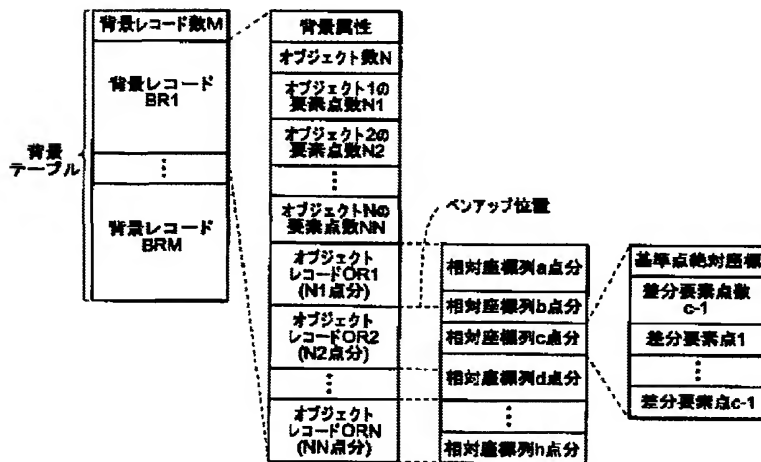 背景レコード数M
背景レコード
BR1
⋮
背景レコード
BRM
背景
テーブル
背景属性
オブジェクト数N
オブジェクト1の
要素点数N1
オブジェクト2の
要素点数N2
⋮
オブジェクトNの
要素点数NN
オブジェクト
レコードOR1
(N1点分)
オブジェクト
レコードOR2
(N2点分)
⋮
オブジェクト
レコードORN
(NN点分)
ペンアップ位置
相対座標列a点分
相対座標列b点分
相対座標列c点分
相対座標列d点分
⋮
相対座標列h点分
基準点絶対座標
差分要素点数
c-1
差分要素点1
⋮
差分要素点c-1